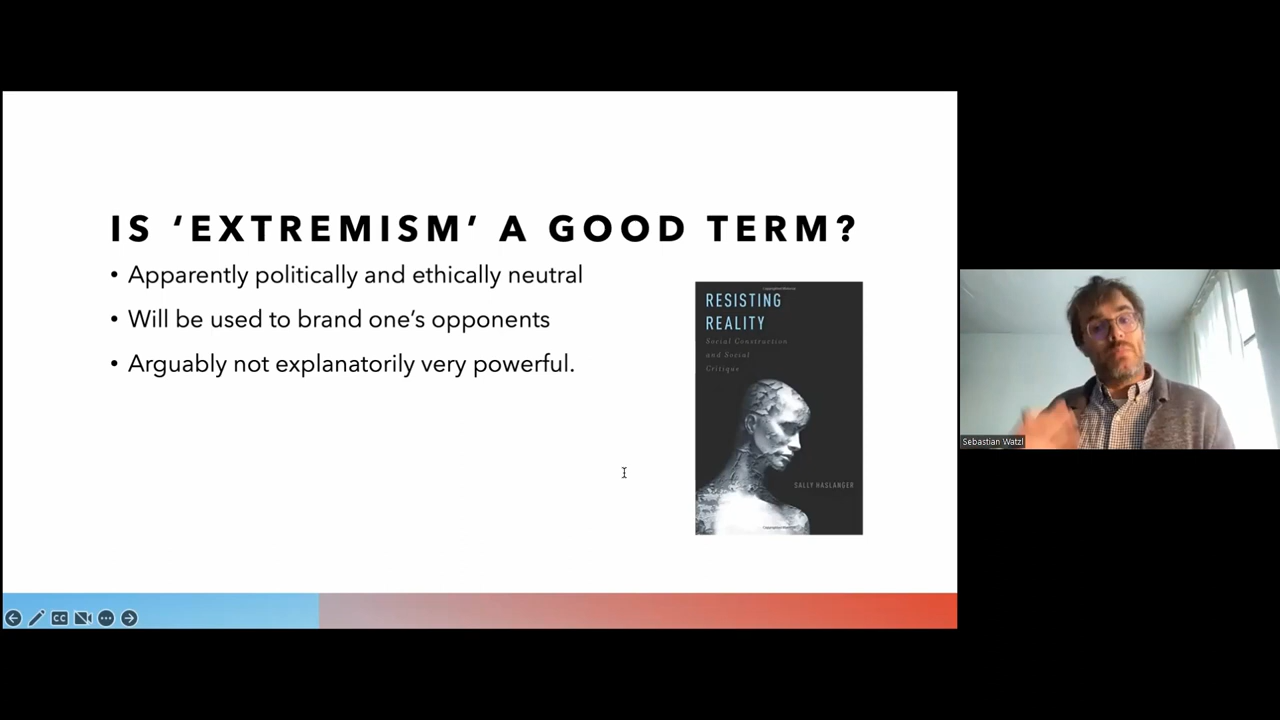 IS ‘EXTREMISM’ A GOOD TERM?
• Apparently politically and ethically neutral
• Will be used to brand one’s opponents
• Arguably not explanatorily very powerful.
RESISTING
REALITY
Social Construction
and Social
Critique
SALLY HASLANGER
CC
Sebastian Watzl